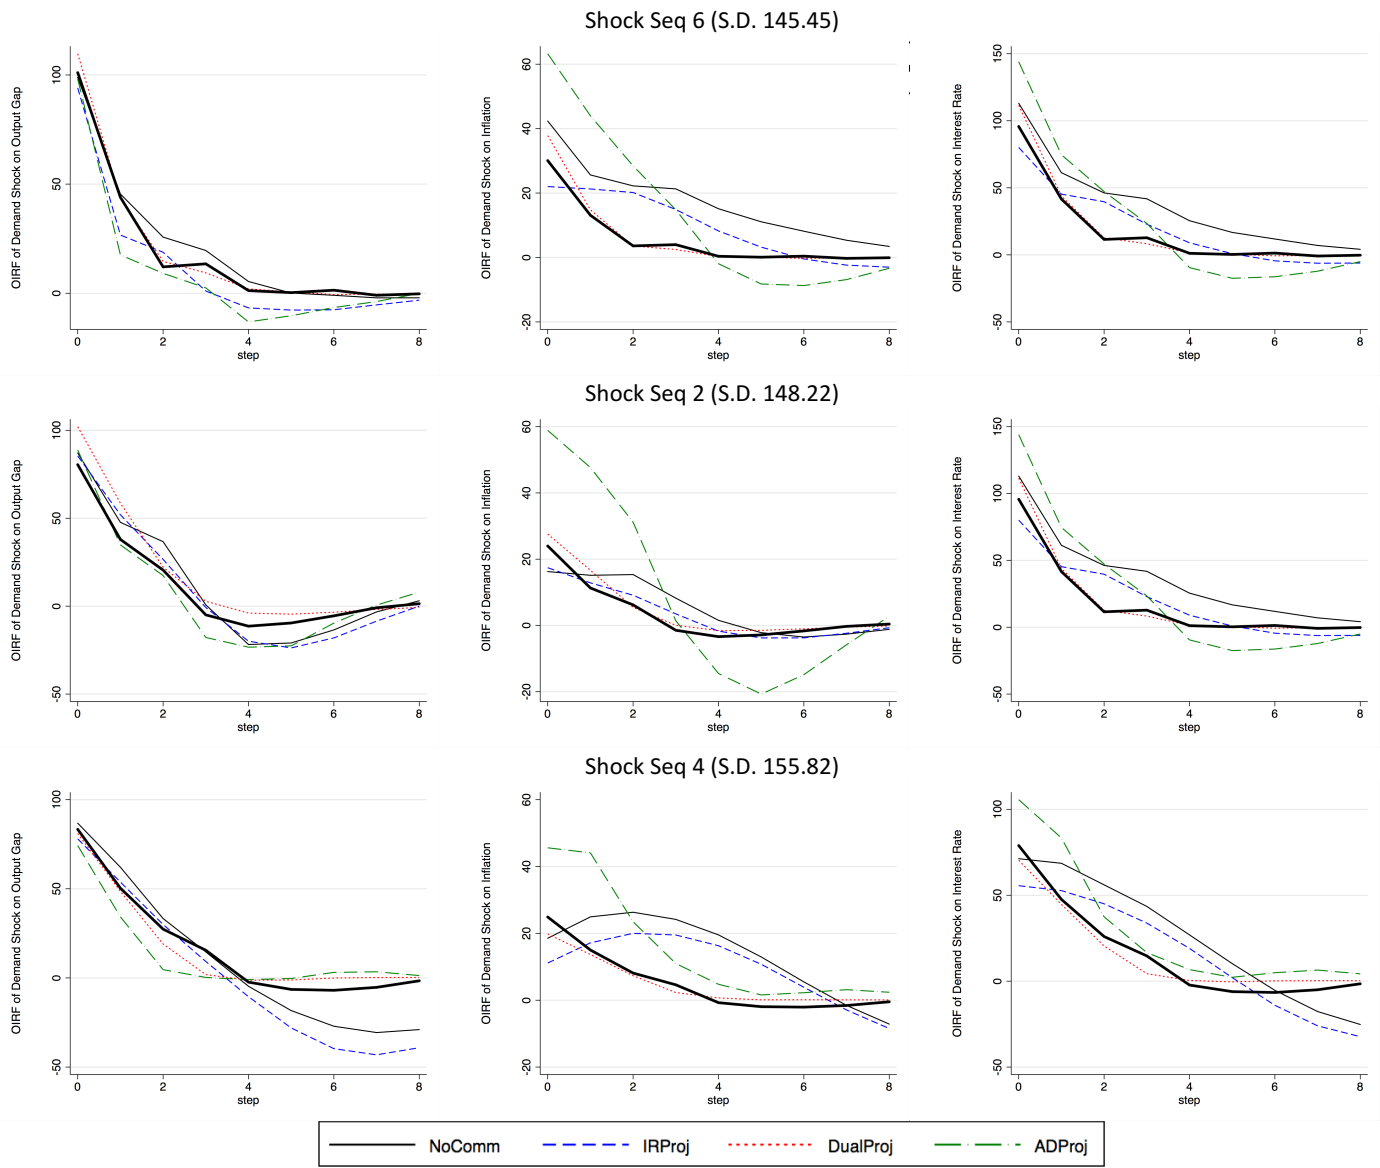 Shock Seq 6 (S.D. 145.45)
OIRF of Demand Shock on Output Gap
100
50
0
0 2 4 6 8
step
OIRF of Demand Shock on Inflation
60
40
20
0
-20
0 2 4 6 8
step
OIRF of Demand Shock on Interest Rate
150
100
50
0
-50
0 2 4 6 8
step
Shock Seq 2 (S.D. 148.22)
OIRF of Demand Shock on Output Gap
100
50
0
-50
0 2 4 6 8
step
OIRF of Demand Shock on Inflation
60
40
20
0
-20
0 2 4 6 8
step
OIRF of Demand Shock on Interest Rate
150
100
50
0
-50
0 2 4 6 8
step
Shock Seq 4 (S.D. 155.82)
OIRF of Demand Shock on Output Gap
100
50
0
-50
0 2 4 6 8
step
OIRF of Demand Shock on Inflation
60
40
20
0
-20
0 2 4 6 8
step
OIRF of Demand Shock on Interest Rate
100
50
0
-50
0 2 4 6 8
step
NoComm IRProj DualProj ADProj